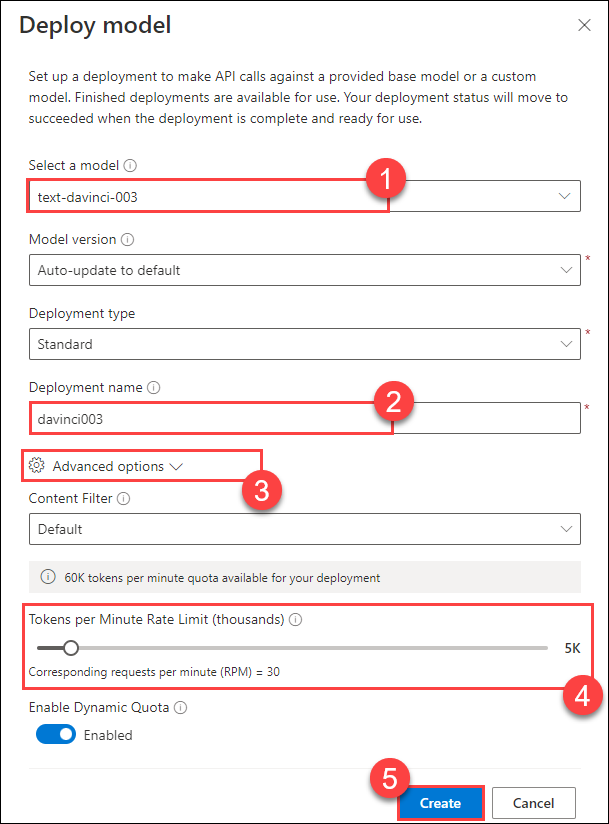 Deploy model
Set up a deployment to make API calls against a provided base model or a custom
model. Finished deployments are available for use. Your deployment status will move to
succeeded when the deployment is complete and ready for use.
Select a model
1
text-davinci-003
Model version
Auto-update to default
*
Deployment type
Standard
*
Deployment name
2
davinci003
*
Advanced options
3
Content Filter
Default
60K tokens per minute quota available for your deployment
Tokens per Minute Rate Limit (thousands)
5K
Corresponding requests per minute (RPM) = 30
4
Enable Dynamic Quota
Enabled
5
Create
Cancel